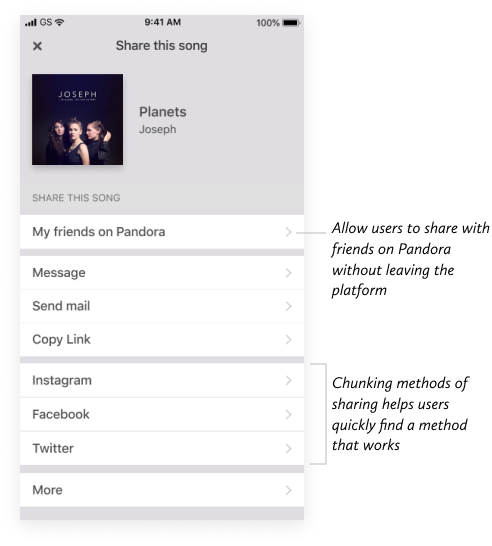 GS 9:41 AM 100%
Share this song
JOSEPH
Planets
Joseph
SHARE THIS SONG
My friends on Pandora
Allow users to share with
friends on Pandora
without leaving the
platform
Message
Send mail
Copy Link
Instagram
Facebook
Twitter
Chunking methods of
sharing helps users
quickly find a method
that works
More